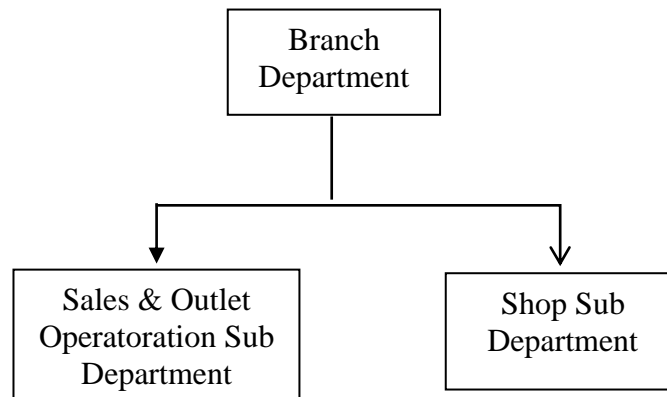 Branch
Department
Sales & Outlet
Operatoration Sub
Department
Shop Sub
Department